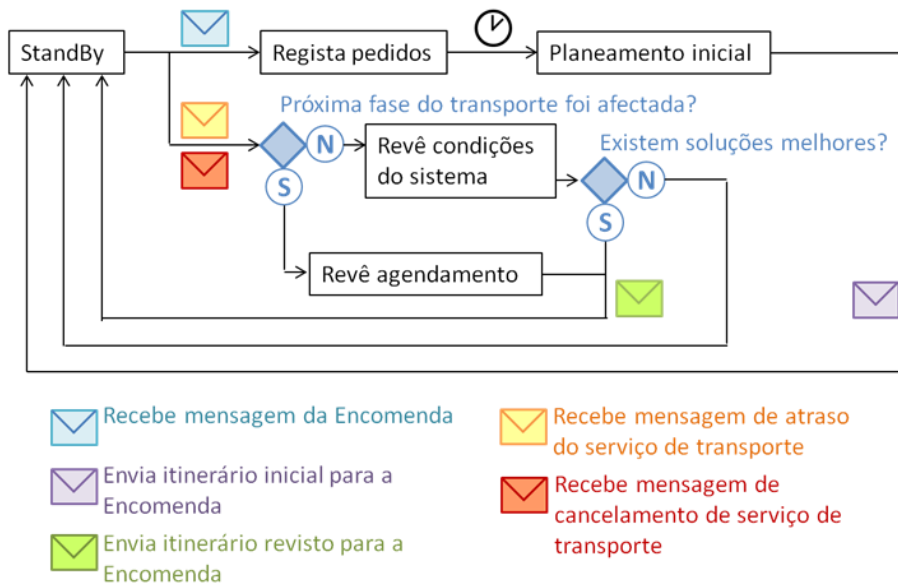 StandBy
Regista pedidos
Planeamento inicial
Próxima fase do transporte foi afectada?
N
Revê condições
do sistema
Existem soluções melhores?
N
S
S
Revê agendamento
Recebe mensagem da Encomenda
Envia itinerário inicial para a
Encomenda
Envia itinerário revisto para a
Encomenda
Recebe mensagem de atraso
do serviço de transporte
Recebe mensagem de
cancelamento de serviço de
transporte